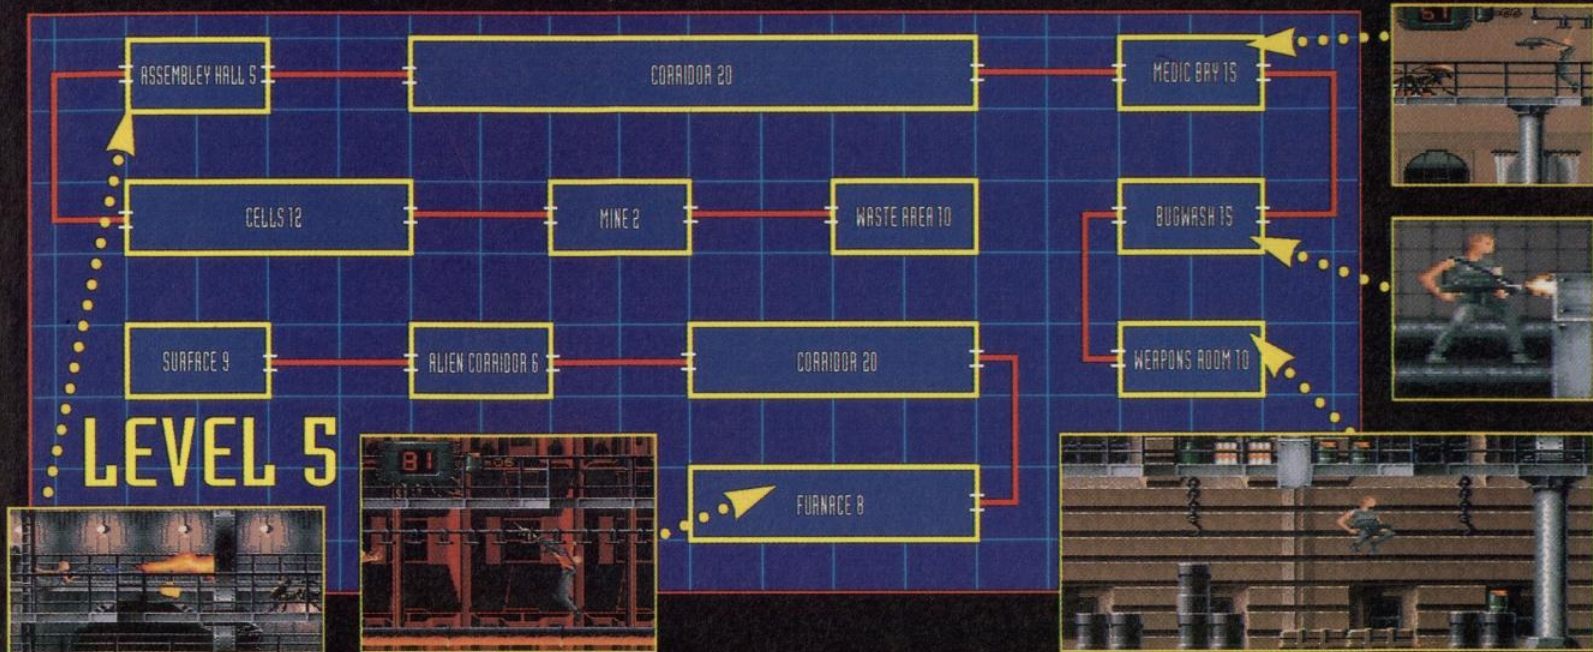 ASSEMBLEY HALL 5
CORRIDOR 20
MEDIC BAY 15
CELLS 12
MINE 2
WASTE AREA 10
BUGWASH 15
SURFACE 9
ALIEN CORRIDOR 6
CORRIDOR 20
WEAPONS ROOM 10
LEVEL 5
FURNACE 8
81